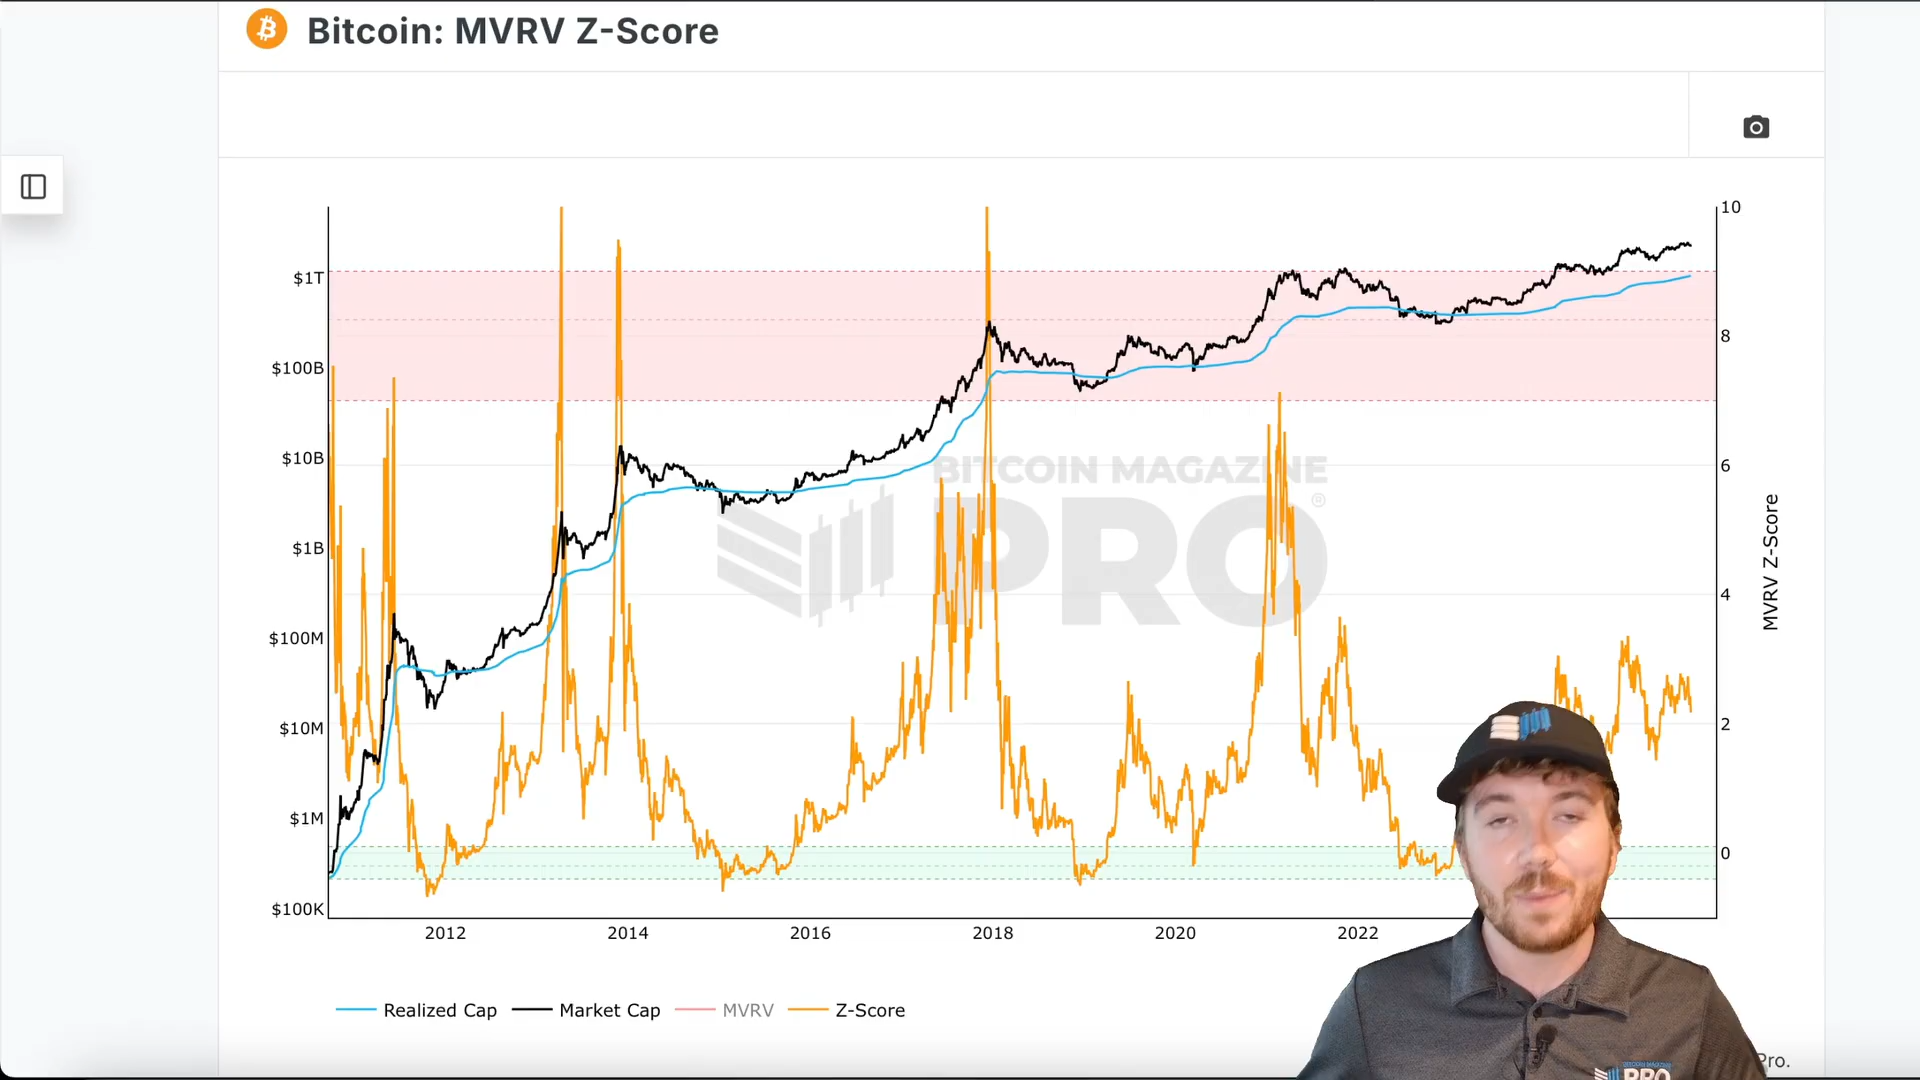 Bitcoin: MVRV Z-Score
10
$1T
8
$100B
BITCOIN MAGAZINE
$10B
6
PRO®
MVRV Z-Score
$1B
4
$100M
$10M
2
$1M
0
$100K
2012
2014
2016
2018
2020
2022
Realized Cap
Market Cap
MVRV
Z-Score
Pro.
PRO